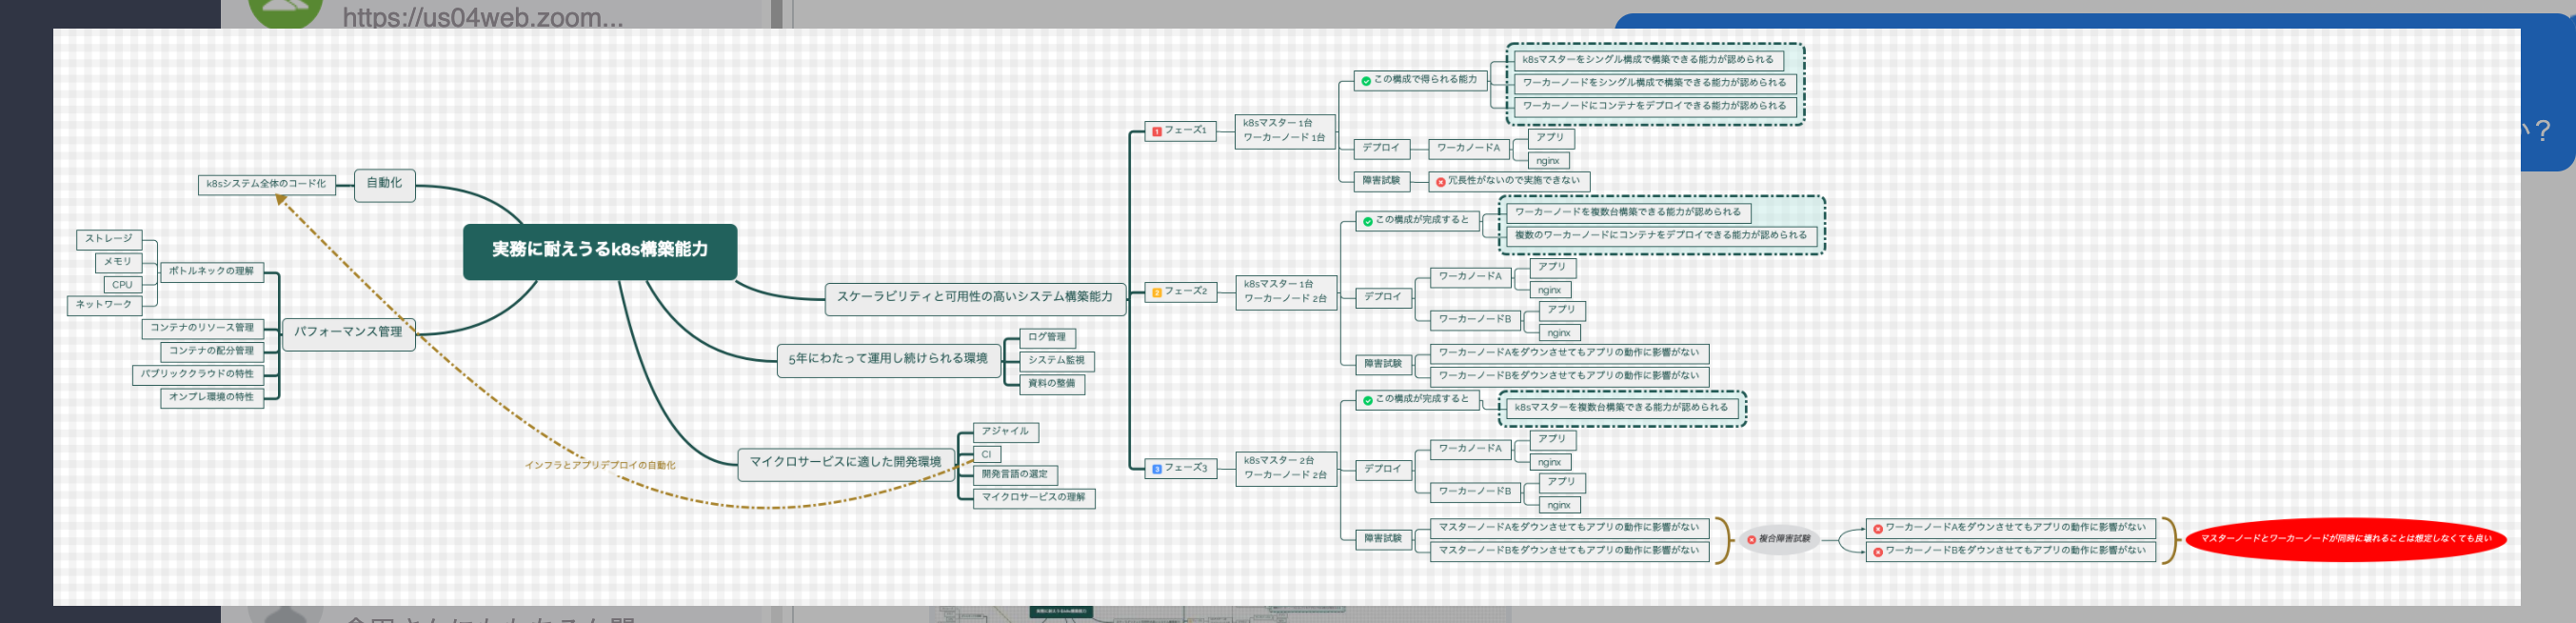 https://us04web.zoom...
い？
実務に耐えうるk8s構築能力
自動化
k8sシステム全体のコード化
パフォーマンス管理
ボトルネックの理解
ストレージ
メモリ
CPU
ネットワーク
コンテナのリソース管理
コンテナの配分管理
パブリッククラウドの特性
オンプレ環境の特性
インフラとアプリデプロイの自動化
スケーラビリティと可用性の高いシステム構築能力
1 フェーズ1
k8sマスター 1台
ワーカーノード 1台
この構成で得られる能力
k8sマスターをシングル構成で構築できる能力が認められる
ワーカーノードをシングル構成で構築できる能力が認められる
ワーカーノードにコンテナをデプロイできる能力が認められる
デプロイ
ワーカノードA
アプリ
nginx
障害試験
冗長性がないので実施できない
2 フェーズ2
k8sマスター 1台
ワーカーノード 2台
この構成が完成すると
ワーカーノードを複数台構築できる能力が認められる
複数のワーカーノードにコンテナをデプロイできる能力が認められる
デプロイ
ワーカノードA
アプリ
nginx
ワーカーノードB
アプリ
nginx
障害試験
ワーカーノードAをダウンさせてもアプリの動作に影響がない
ワーカーノードBをダウンさせてもアプリの動作に影響がない
3 フェーズ3
k8sマスター 2台
ワーカーノード 2台
この構成が完成すると
k8sマスターを複数台構築できる能力が認められる
デプロイ
ワーカノードA
アプリ
nginx
ワーカーノードB
アプリ
nginx
障害試験
マスターノードAをダウンさせてもアプリの動作に影響がない
マスターノードBをダウンさせてもアプリの動作に影響がない
複合障害試験
ワーカーノードAをダウンさせてもアプリの動作に影響がない
ワーカーノードBをダウンさせてもアプリの動作に影響がない
マスターノードとワーカーノードが同時に壊れることは想定しなくても良い
5年にわたって運用し続けられる環境
ログ管理
システム監視
資料の整備
マイクロサービスに適した開発環境
アジャイル
CI
開発言語の選定
マイクロサービスの理解